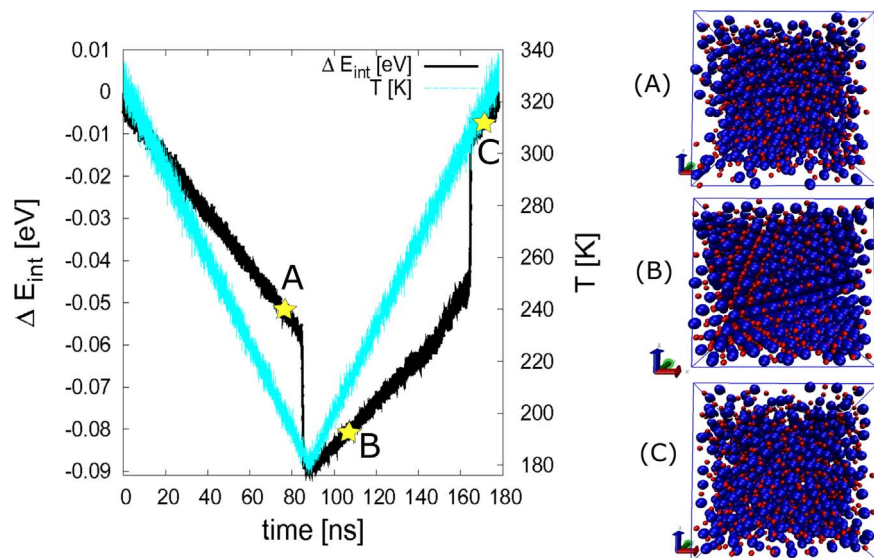 Δ E_int [eV]
T [K]
0.01
0
-0.01
-0.02
-0.03
-0.04
-0.05
-0.06
-0.07
-0.08
-0.09
Δ E_int [eV]
340
320
300
280
260
240
220
200
180
T [K]
A
B
C
0 20 40 60 80 100 120 140 160 180
time [ns]
(A)
(B)
(C)